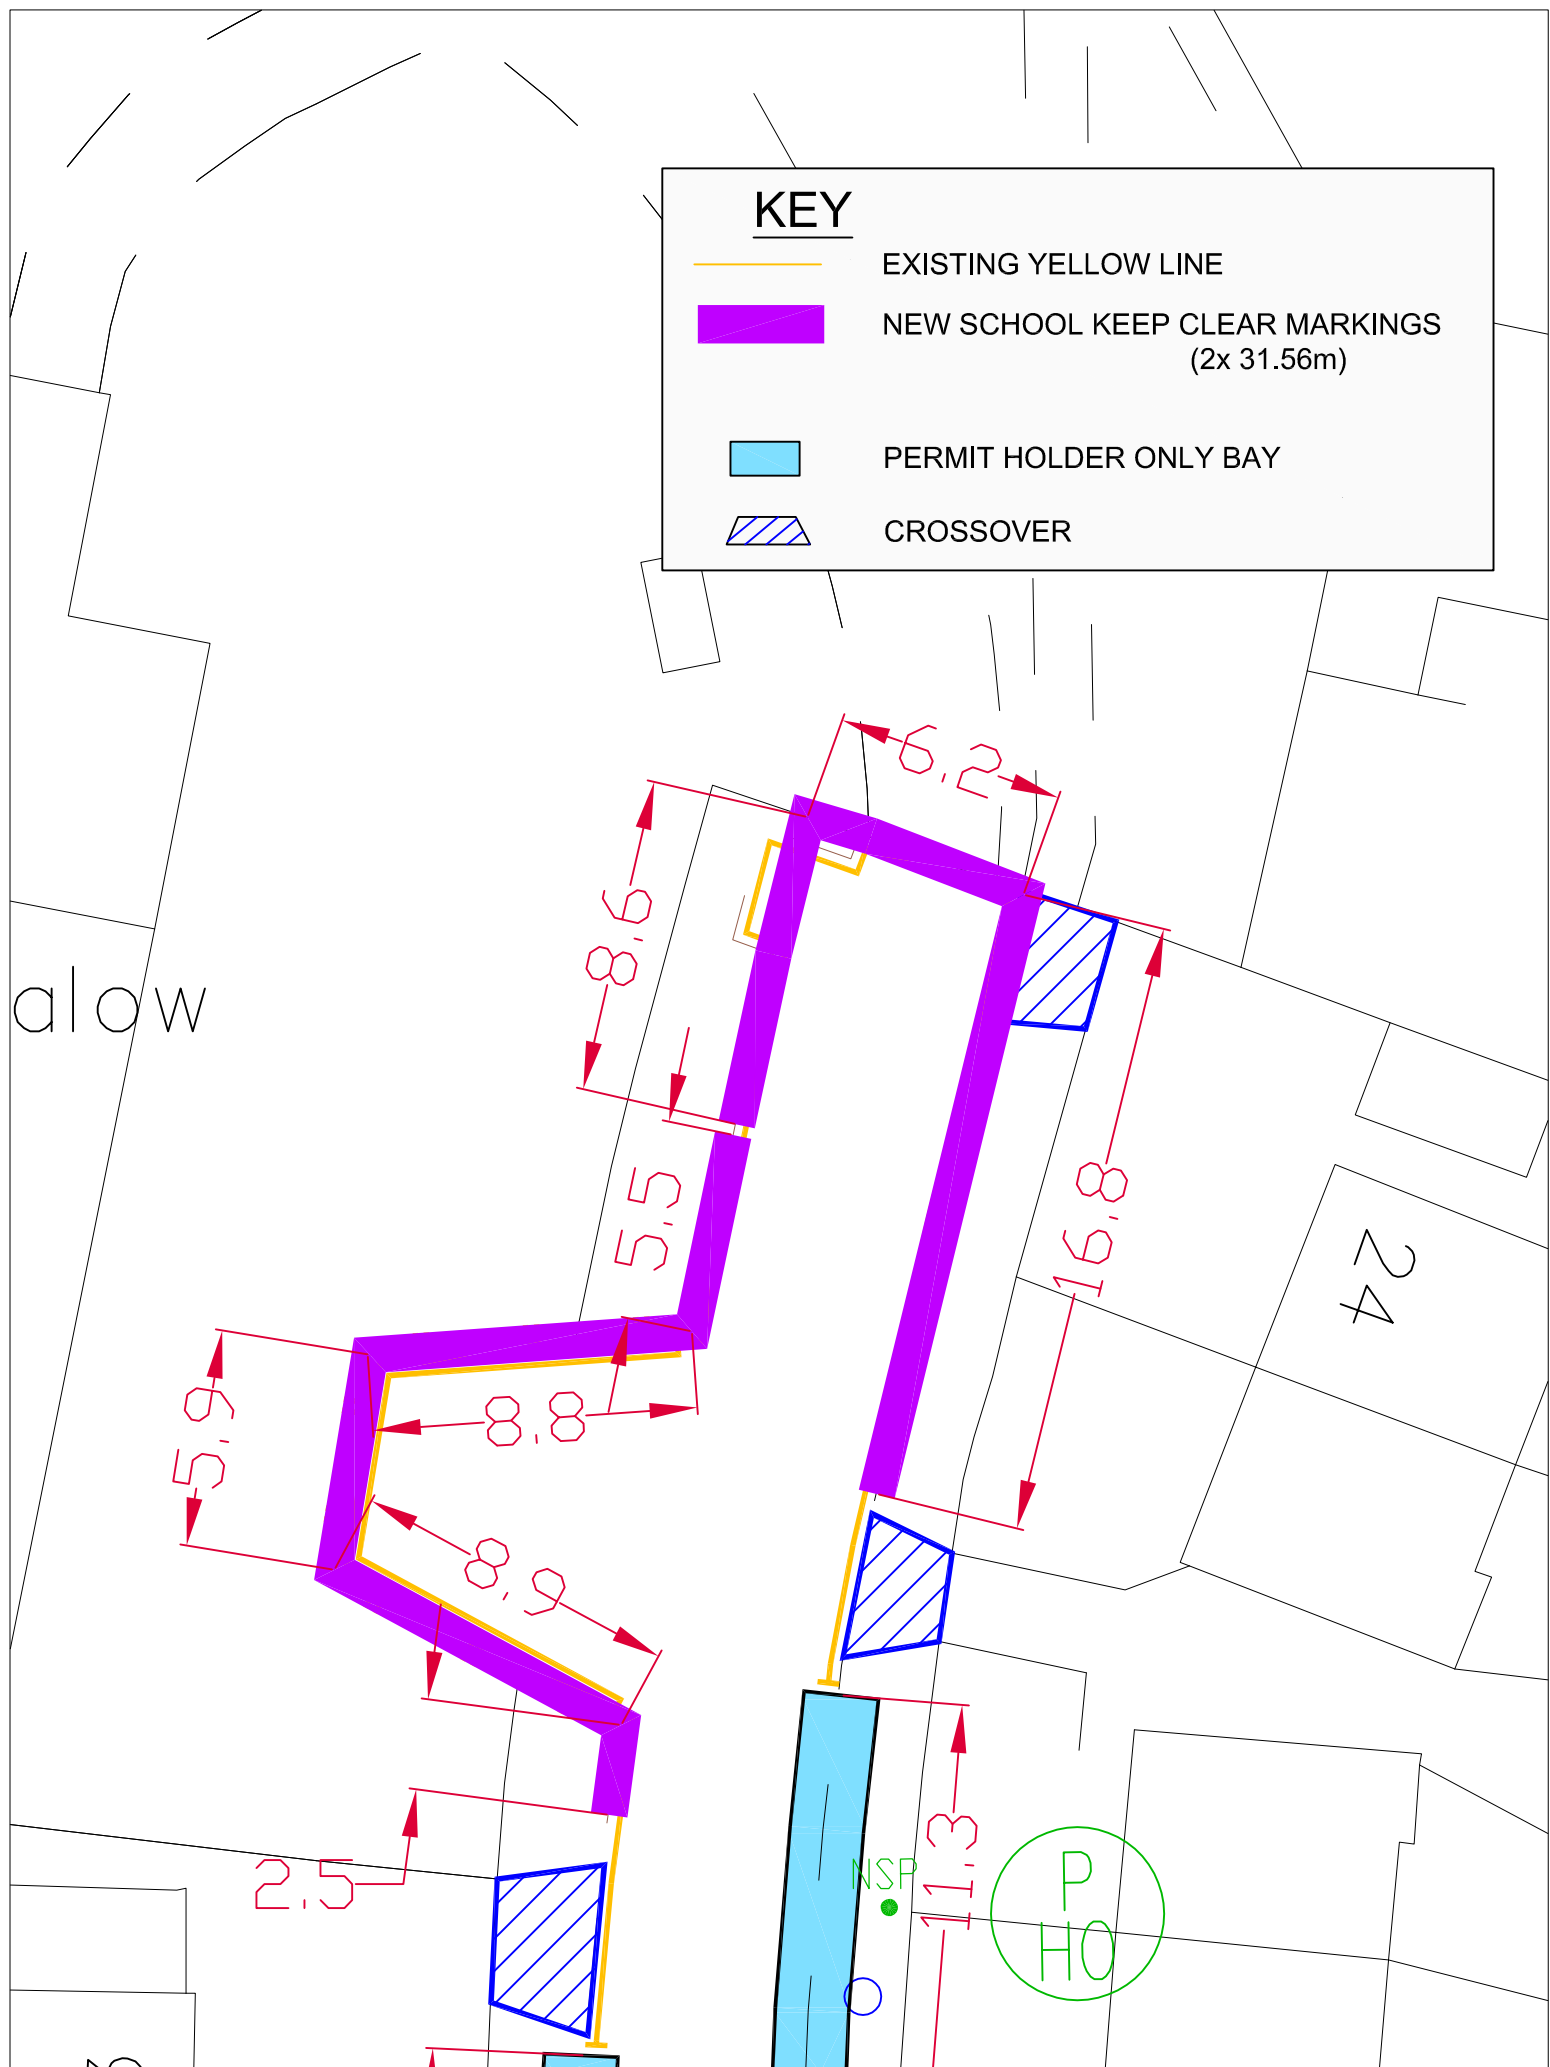 KEY
EXISTING YELLOW LINE
NEW SCHOOL KEEP CLEAR MARKINGS
(2x 31.56m)
PERMIT HOLDER ONLY BAY
CROSSOVER
6,2
8,6
alow
16,8
5,5
24
5,9
8,8
8,9
2,5
11,3
NSP
P
HO